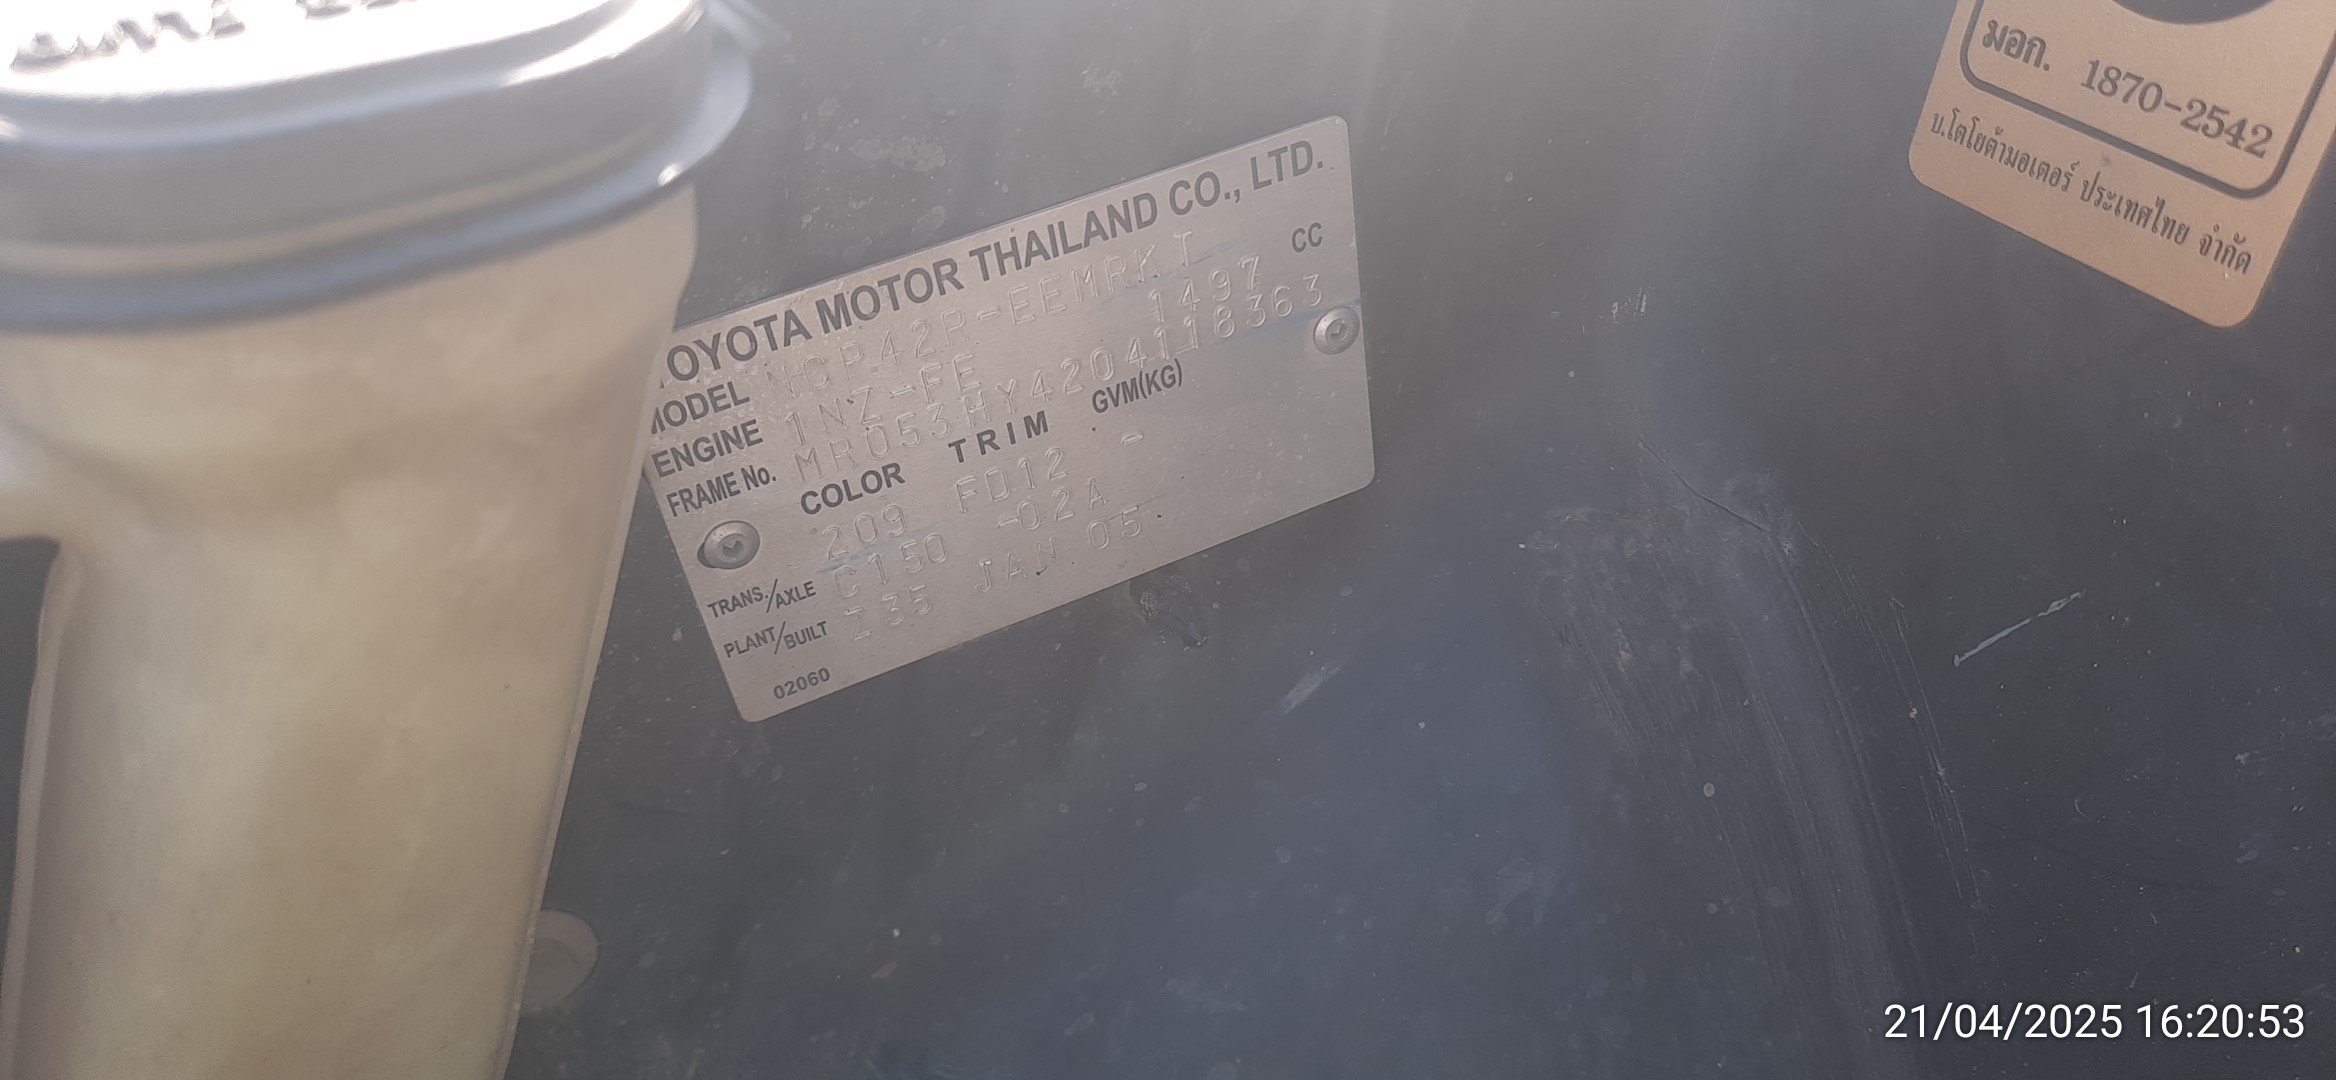 OYOTA MOTOR THAILAND CO., LTD.
MODEL NCP42R-EEMRKT
ENGINE 1NZ-FE 1497 CC
FRAME No. MR053HY4204118363
COLOR TRIM GVM(KG)
209 FD12 -
TRANS./AXLE C150 -02A
PLANT/BUILT Z35 JAN 05
02060
มอก. 1870-2542
บ.โตโยต้ามอเตอร์ ประเทศไทย จำกัด
21/04/2025 16:20:53